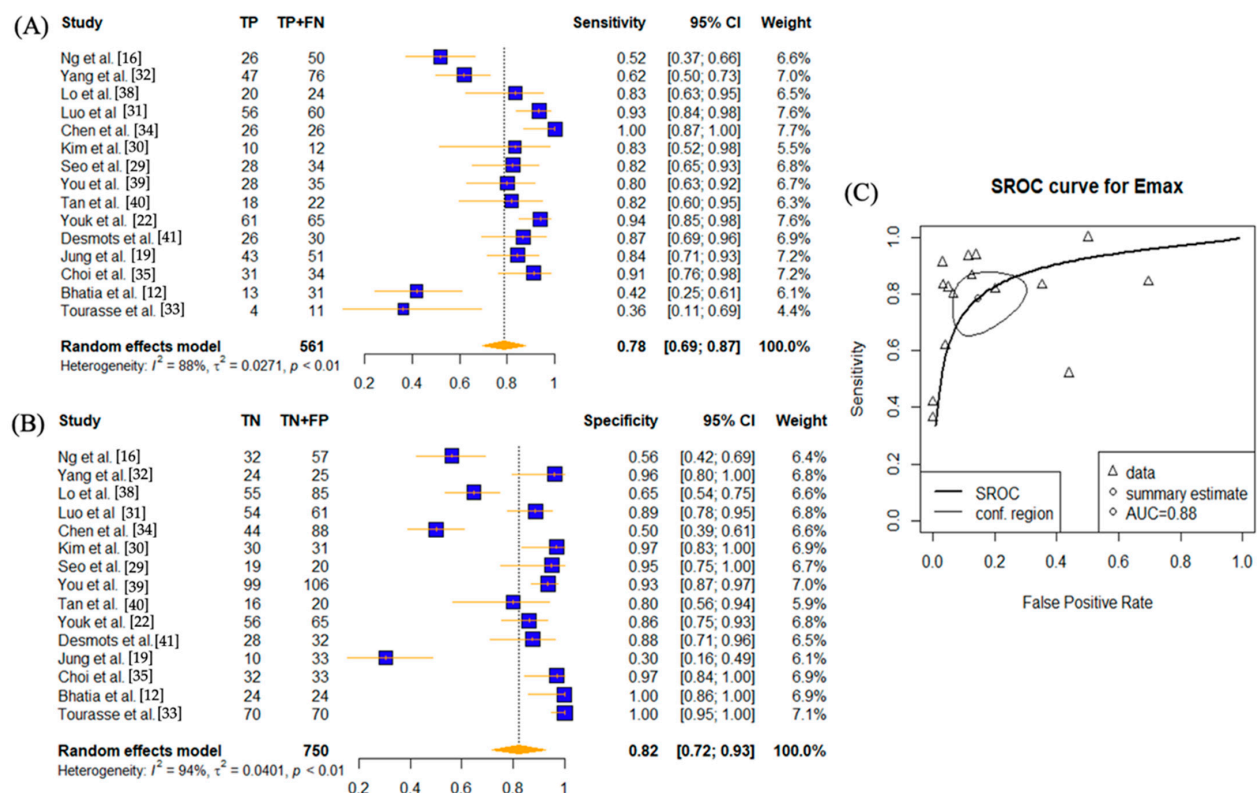 (A)
Study TP TP+FN Sensitivity 95% CI Weight
Ng et al. [16] 26 50 0.52 [0.37; 0.66] 6.6%
Yang et al. [32] 47 76 0.62 [0.50; 0.73] 7.0%
Lo et al. [38] 20 24 0.83 [0.63; 0.95] 6.5%
Luo et al [31] 56 60 0.93 [0.84; 0.98] 7.6%
Chen et al. [34] 26 26 1.00 [0.87; 1.00] 7.7%
Kim et al. [30] 10 12 0.83 [0.52; 0.98] 5.5%
Seo et al. [29] 28 34 0.82 [0.65; 0.93] 6.8%
You et al. [39] 28 35 0.80 [0.63; 0.92] 6.7%
Tan et al. [40] 18 22 0.82 [0.60; 0.95] 6.3%
Youk et al. [22] 61 65 0.94 [0.85; 0.98] 7.6%
Desmots et al. [41] 26 30 0.87 [0.69; 0.96] 6.9%
Jung et al. [19] 43 51 0.84 [0.71; 0.93] 7.2%
Choi et al. [35] 31 34 0.91 [0.76; 0.98] 7.2%
Bhatia et al. [12] 13 31 0.42 [0.25; 0.61] 6.1%
Tourasse et al. [33] 4 11 0.36 [0.11; 0.69] 4.4%
Random effects model 561 0.78 [0.69; 0.87] 100.0%
Heterogeneity: I² = 88%, τ² = 0.0271, p < 0.01
0.2 0.4 0.6 0.8 1
(B)
Study TN TN+FP Specificity 95% CI Weight
Ng et al. [16] 32 57 0.56 [0.42; 0.69] 6.4%
Yang et al. [32] 24 25 0.96 [0.80; 1.00] 6.8%
Lo et al. [38] 55 85 0.65 [0.54; 0.75] 6.6%
Luo et al. [31] 54 61 0.89 [0.78; 0.95] 6.8%
Chen et al. [34] 44 88 0.50 [0.39; 0.61] 6.6%
Kim et al. [30] 30 31 0.97 [0.83; 1.00] 6.9%
Seo et al. [29] 19 20 0.95 [0.75; 1.00] 6.7%
You et al. [39] 99 106 0.93 [0.87; 0.97] 7.0%
Tan et al. [40] 16 20 0.80 [0.56; 0.94] 5.9%
Youk et al. [22] 56 65 0.86 [0.75; 0.93] 6.8%
Desmots et al. [41] 28 32 0.88 [0.71; 0.96] 6.5%
Jung et al. [19] 10 33 0.30 [0.16; 0.49] 6.1%
Choi et al. [35] 32 33 0.97 [0.84; 1.00] 6.9%
Bhatia et al. [12] 24 24 1.00 [0.86; 1.00] 6.9%
Tourasse et al. [33] 70 70 1.00 [0.95; 1.00] 7.1%
Random effects model 750 0.82 [0.72; 0.93] 100.0%
Heterogeneity: I² = 94%, τ² = 0.0401, p < 0.01
0.2 0.4 0.6 0.8 1
(C)
SROC curve for Emax
Sensitivity
1.0
0.8
0.6
0.4
0.2
0.0
SROC
conf. region
data
summary estimate
AUC=0.88
0.0 0.2 0.4 0.6 0.8 1.0
False Positive Rate